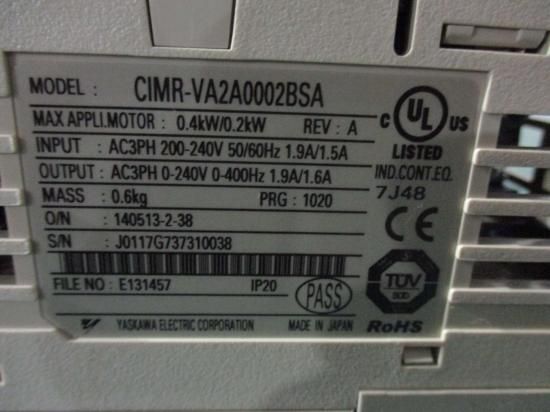 MODEL : CIMR-VA2A0002BSA
MAX APPLI.MOTOR : 0.4kW/0.2kW REV : A
INPUT : AC3PH 200-240V 50/60Hz 1.9A/1.5A
OUTPUT : AC3PH 0-240V 0-400Hz 1.9A/1.6A
MASS : 0.6kg PRG : 1020
O/N : 140513-2-38
S/N : J0117G737310038
FILE NO : E131457 IP20
PASS
YASKAWA ELECTRIC CORPORATION MADE IN JAPAN
C UL US
LISTED
IND.CONT.EQ.
7J48
CE
TÜV
RoHS